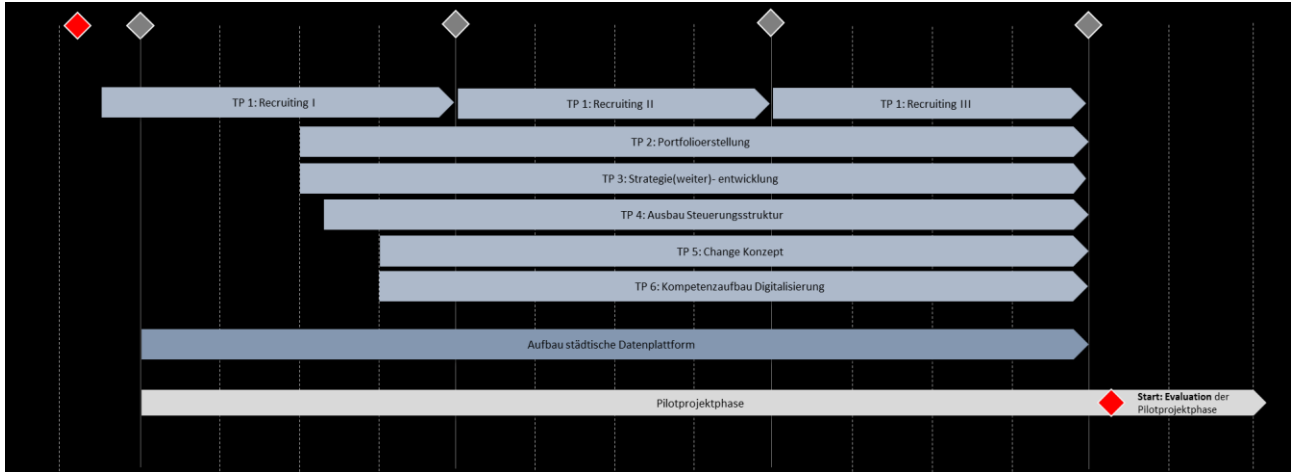 TP 1: Recruiting I
TP 1: Recruiting II
TP 1: Recruiting III
TP 2: Portfolioerstellung
TP 3: Strategie(weiter)- entwicklung
TP 4: Ausbau Steuerungsstruktur
TP 5: Change Konzept
TP 6: Kompetenzaufbau Digitalisierung
Aufbau städtische Datenplattform
Pilotprojektphase
Start: Evaluation der
Pilotprojektphase